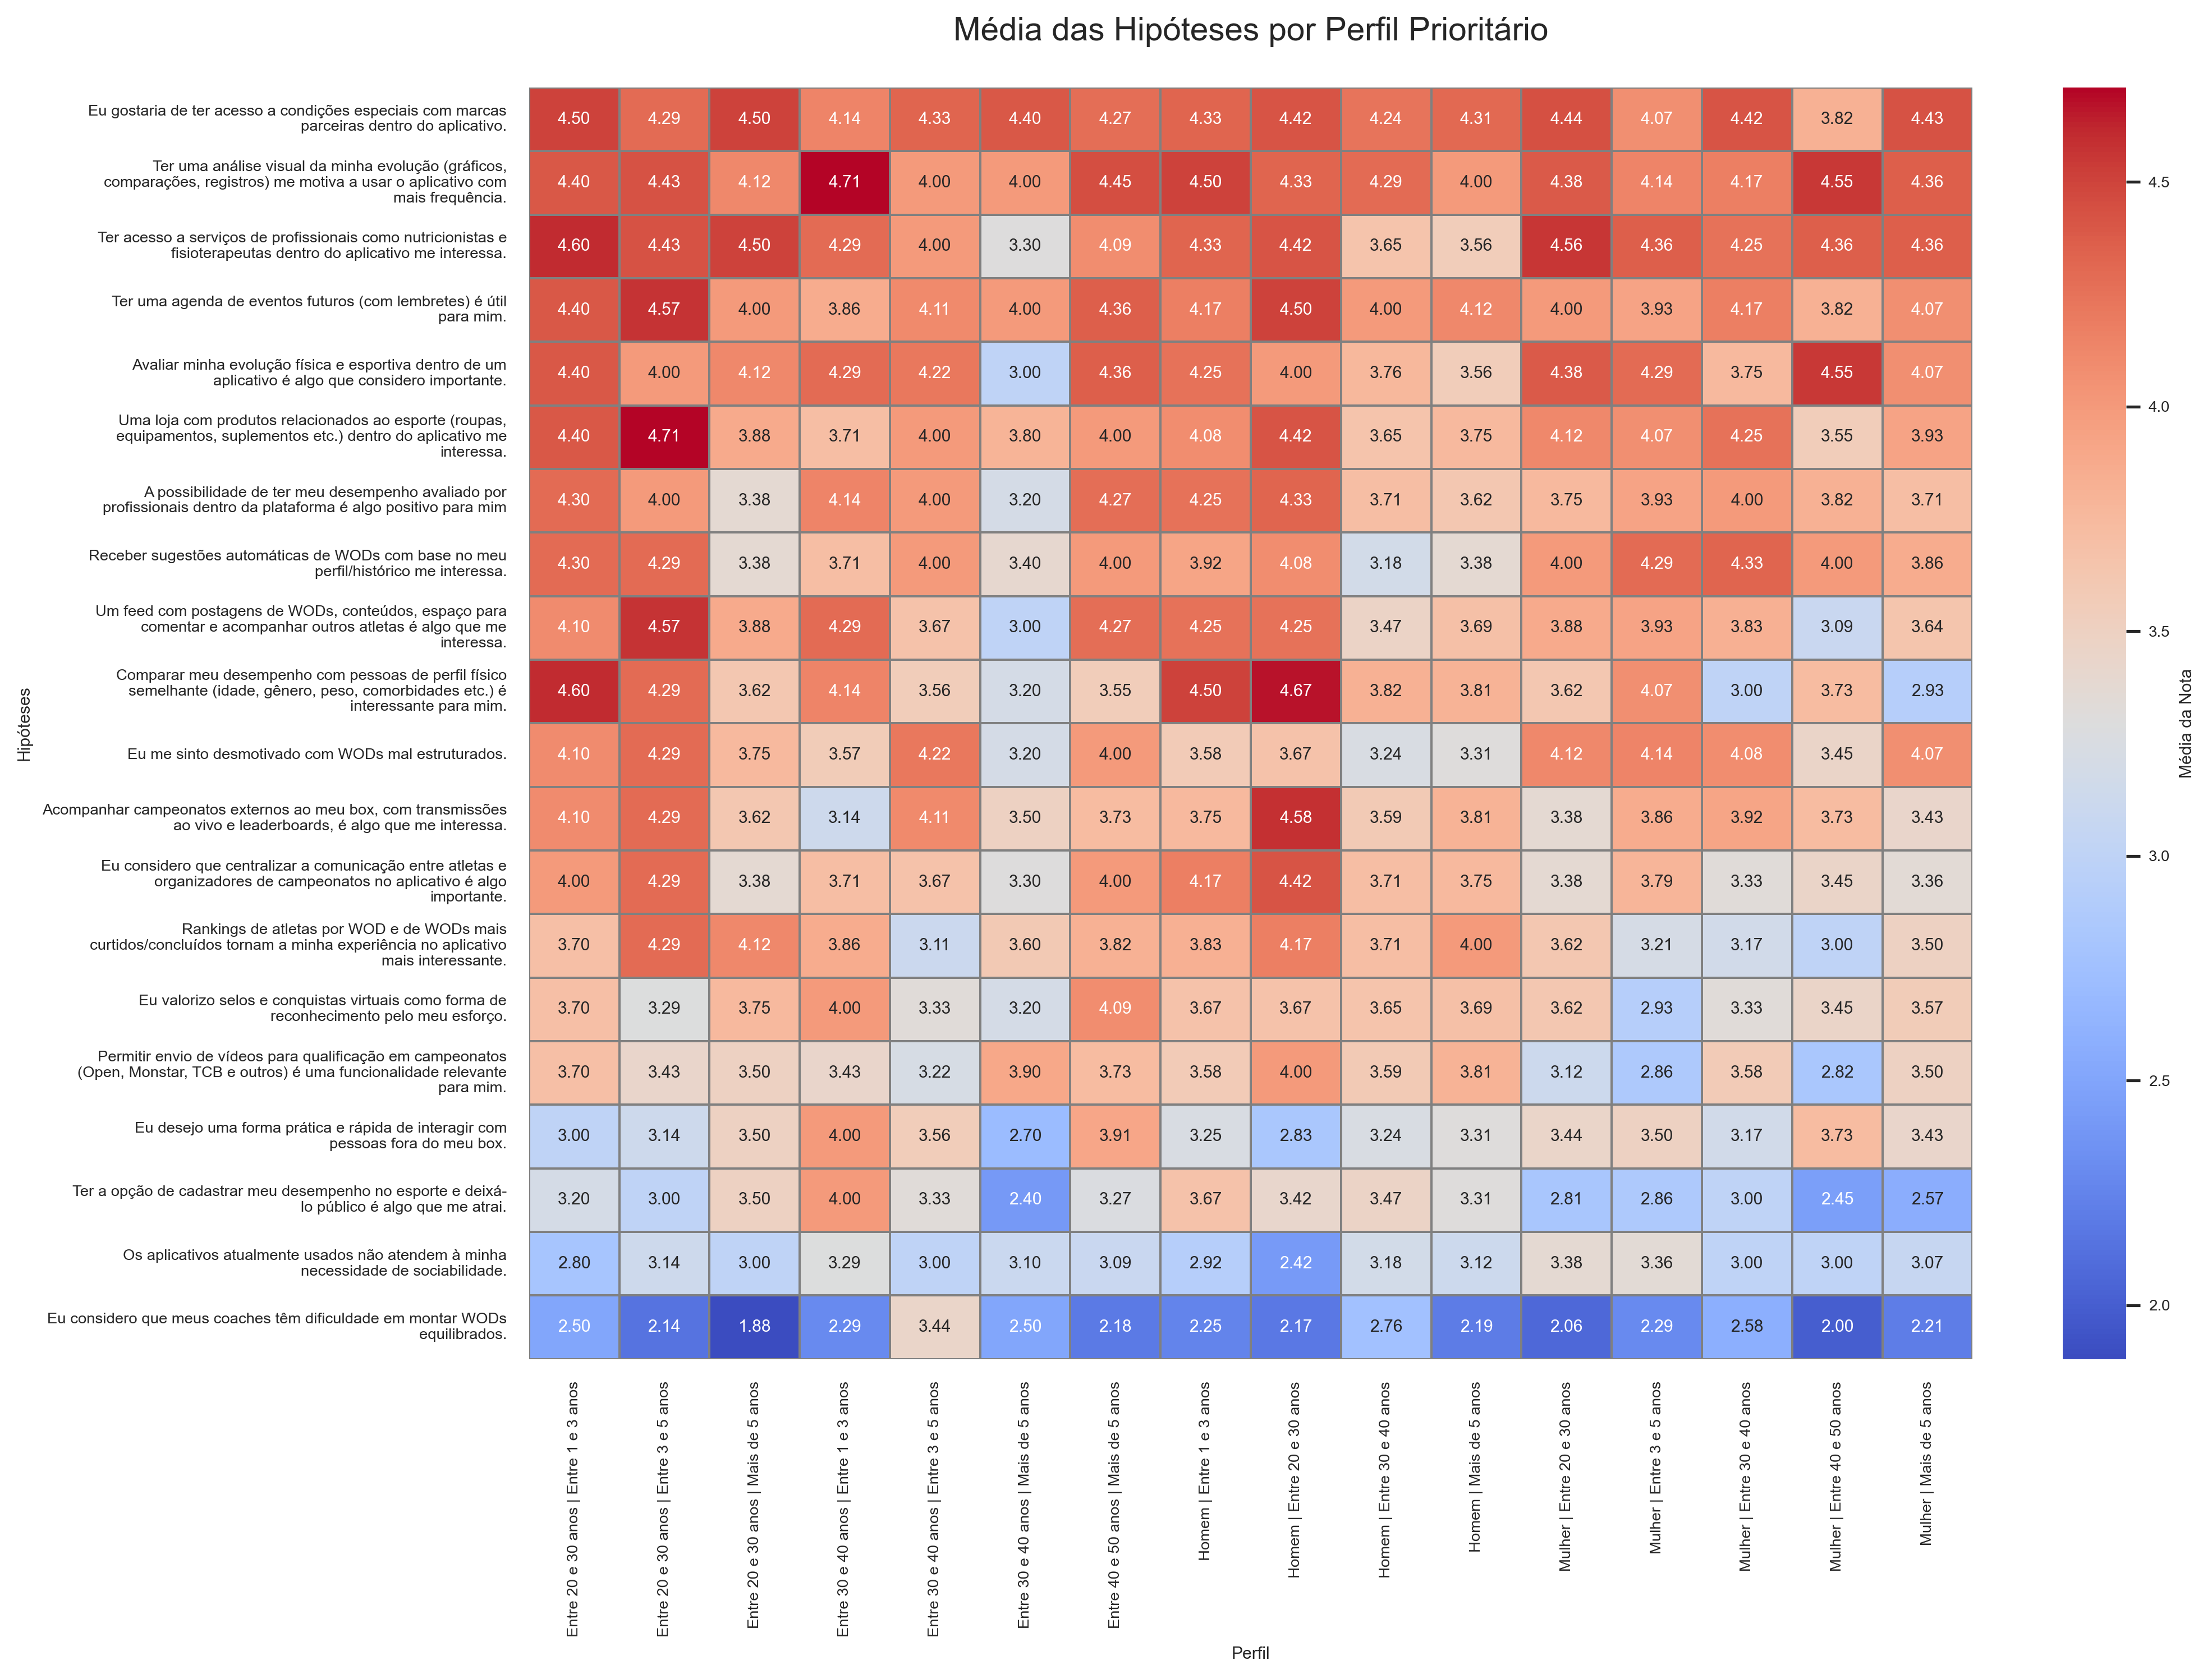 Média das Hipóteses por Perfil Prioritário
Eu gostaria de ter acesso a condições especiais com marcas
parceiras dentro do aplicativo.
4.50 4.29 4.50 4.14 4.33 4.40 4.27 4.33 4.42 4.24 4.31 4.44 4.07 4.42 3.82 4.43
Ter uma análise visual da minha evolução (gráficos,
comparações, registros) me motiva a usar o aplicativo com
mais frequência.
4.40 4.43 4.12 4.71 4.00 4.00 4.45 4.50 4.33 4.29 4.00 4.38 4.14 4.17 4.55 4.36
Ter acesso a serviços de profissionais como nutricionistas e
fisioterapeutas dentro do aplicativo me interessa.
4.60 4.43 4.50 4.29 4.00 3.30 4.09 4.33 4.42 3.65 3.56 4.56 4.36 4.25 4.36 4.36
Ter uma agenda de eventos futuros (com lembretes) é útil
para mim.
4.40 4.57 4.00 3.86 4.11 4.00 4.36 4.17 4.50 4.00 4.12 4.00 3.93 4.17 3.82 4.07
Avaliar minha evolução física e esportiva dentro de um
aplicativo é algo que considero importante.
4.40 4.00 4.12 4.29 4.22 3.00 4.36 4.25 4.00 3.76 3.56 4.38 4.29 3.75 4.55 4.07
Uma loja com produtos relacionados ao esporte (roupas,
equipamentos, suplementos etc.) dentro do aplicativo me
interessa.
4.40 4.71 3.88 3.71 4.00 3.80 4.00 4.08 4.42 3.65 3.75 4.12 4.07 4.25 3.55 3.93
A possibilidade de ter meu desempenho avaliado por
profissionais dentro da plataforma é algo positivo para mim
4.30 4.00 3.38 4.14 4.00 3.20 4.27 4.25 4.33 3.71 3.62 3.75 3.93 4.00 3.82 3.71
Receber sugestões automáticas de WODs com base no meu
perfil/histórico me interessa.
4.30 4.29 3.38 3.71 4.00 3.40 4.00 3.92 4.08 3.18 3.38 4.00 4.29 4.33 4.00 3.86
Um feed com postagens de WODs, conteúdos, espaço para
comentar e acompanhar outros atletas é algo que me
interessa.
4.10 4.57 3.88 4.29 3.67 3.00 4.27 4.25 4.25 3.47 3.69 3.88 3.93 3.83 3.09 3.64
Comparar meu desempenho com pessoas de perfil físico
semelhante (idade, gênero, peso, comorbidades etc.) é
interessante para mim.
4.60 4.29 3.62 4.14 3.56 3.20 3.55 4.50 4.67 3.82 3.81 3.62 4.07 3.00 3.73 2.93
Eu me sinto desmotivado com WODs mal estruturados.
4.10 4.29 3.75 3.57 4.22 3.20 4.00 3.58 3.67 3.24 3.31 4.12 4.14 4.08 3.45 4.07
Acompanhar campeonatos externos ao meu box, com transmissões
ao vivo e leaderboards, é algo que me interessa.
4.10 4.29 3.62 3.14 4.11 3.50 3.73 3.75 4.58 3.59 3.81 3.38 3.86 3.92 3.73 3.43
Eu considero que centralizar a comunicação entre atletas e
organizadores de campeonatos no aplicativo é algo
importante.
4.00 4.29 3.38 3.71 3.67 3.30 4.00 4.17 4.42 3.71 3.75 3.38 3.79 3.33 3.45 3.36
Rankings de atletas por WOD e de WODs mais
curtidos/concluídos tornam a minha experiência no aplicativo
mais interessante.
3.70 4.29 4.12 3.86 3.11 3.60 3.82 3.83 4.17 3.71 4.00 3.62 3.21 3.17 3.00 3.50
Eu valorizo selos e conquistas virtuais como forma de
reconhecimento pelo meu esforço.
3.70 3.29 3.75 4.00 3.33 3.20 4.09 3.67 3.67 3.65 3.69 3.62 2.93 3.33 3.45 3.57
Permitir envio de vídeos para qualificação em campeonatos
(Open, Monstar, TCB e outros) é uma funcionalidade relevante
para mim.
3.70 3.43 3.50 3.43 3.22 3.90 3.73 3.58 4.00 3.59 3.81 3.12 2.86 3.58 2.82 3.50
Eu desejo uma forma prática e rápida de interagir com
pessoas fora do meu box.
3.00 3.14 3.50 4.00 3.56 2.70 3.91 3.25 2.83 3.24 3.31 3.44 3.50 3.17 3.73 3.43
Ter a opção de cadastrar meu desempenho no esporte e deixá-
lo público é algo que me atrai.
3.20 3.00 3.50 4.00 3.33 2.40 3.27 3.67 3.42 3.47 3.31 2.81 2.86 3.00 2.45 2.57
Os aplicativos atualmente usados não atendem à minha
necessidade de sociabilidade.
2.80 3.14 3.00 3.29 3.00 3.10 3.09 2.92 2.42 3.18 3.12 3.38 3.36 3.00 3.00 3.07
Eu considero que meus coaches têm dificuldade em montar WODs
equilibrados.
2.50 2.14 1.88 2.29 3.44 2.50 2.18 2.25 2.17 2.76 2.19 2.06 2.29 2.58 2.00 2.21
Hipóteses
Entre 20 e 30 anos | Entre 1 e 3 anos
Entre 20 e 30 anos | Entre 3 e 5 anos
Entre 20 e 30 anos | Mais de 5 anos
Entre 30 e 40 anos | Entre 1 e 3 anos
Entre 30 e 40 anos | Entre 3 e 5 anos
Entre 30 e 40 anos | Mais de 5 anos
Entre 40 e 50 anos | Mais de 5 anos
Homem | Entre 1 e 3 anos
Homem | Entre 20 e 30 anos
Homem | Entre 30 e 40 anos
Homem | Mais de 5 anos
Mulher | Entre 20 e 30 anos
Mulher | Entre 3 e 5 anos
Mulher | Entre 30 e 40 anos
Mulher | Entre 40 e 50 anos
Mulher | Mais de 5 anos
Perfil
4.5
4.0
3.5
3.0
2.5
2.0
Média da Nota